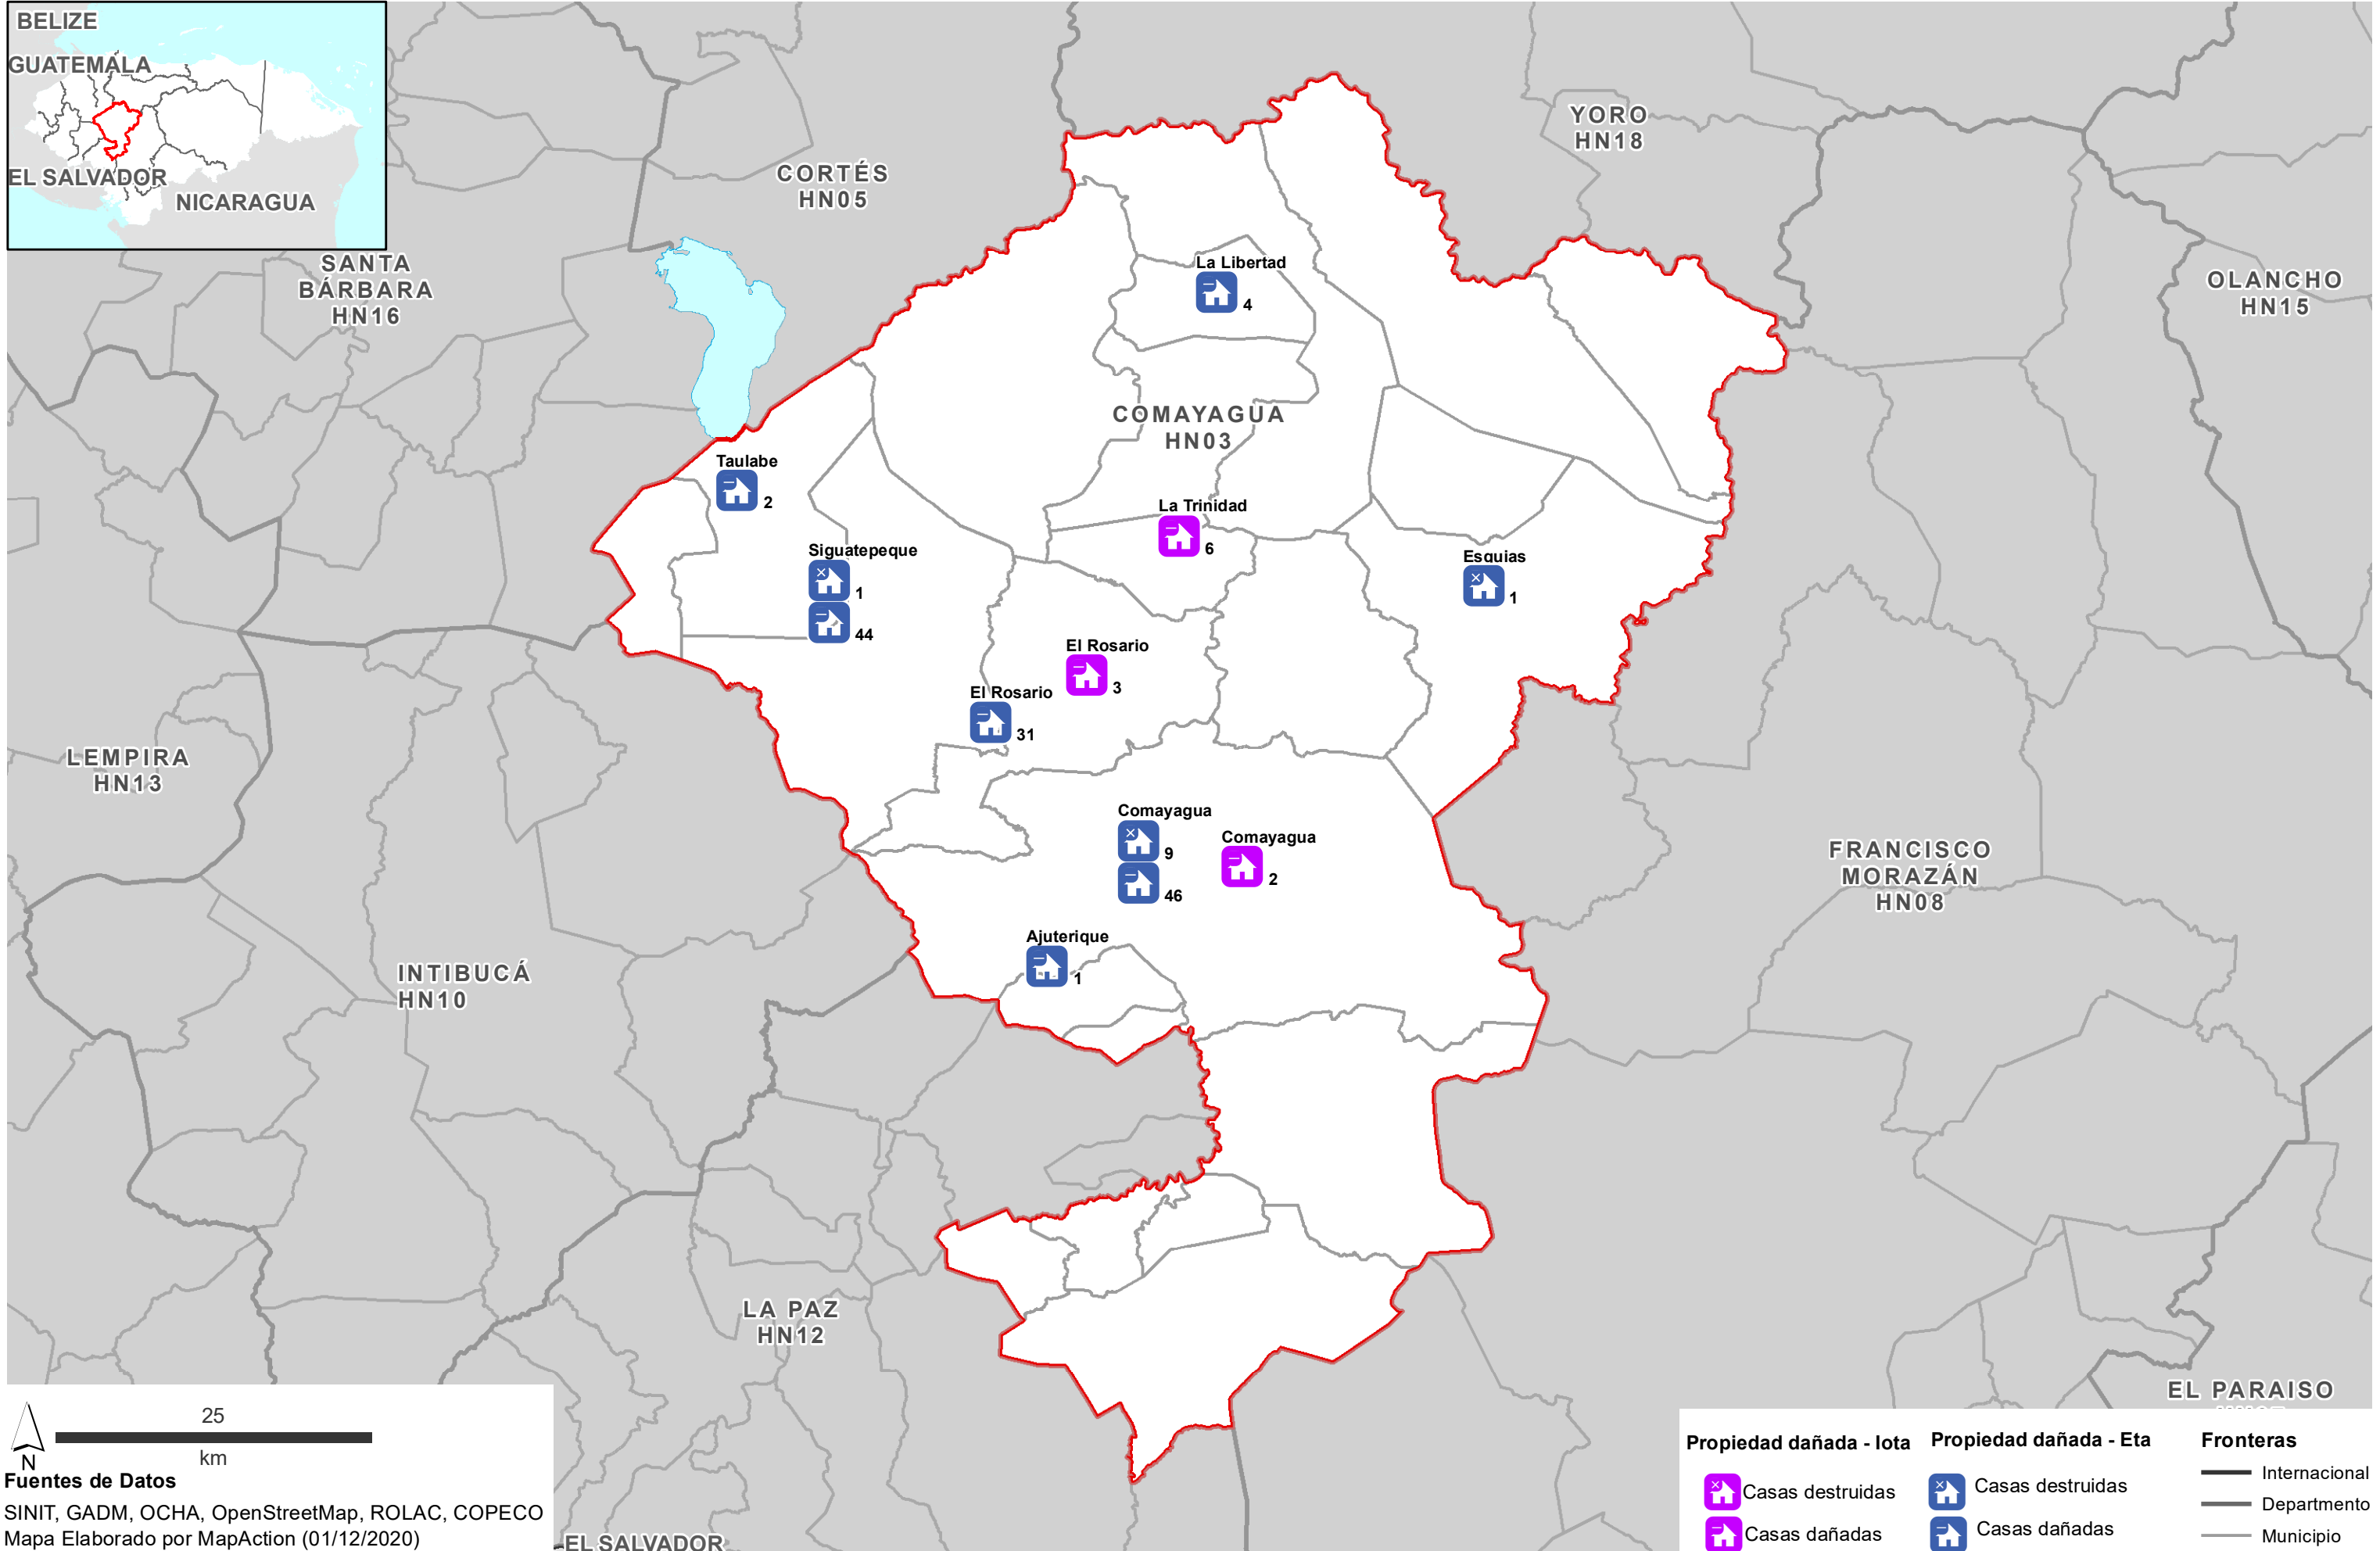 BELIZE
GUATEMALA
EL SALVADOR
NICARAGUA
CORTÉS
HN05
YORO
HN18
SANTA
BÁRBARA
HN16
OLANCHO
HN15
La Libertad
4
COMAYAGUA
HN03
Taulabe
2
La Trinidad
6
Siguatepeque
1
44
Esquias
1
El Rosario
3
El Rosario
31
LEMPIRA
HN13
Comayagua
9
46
Comayagua
2
FRANCISCO
MORAZÁN
HN08
Ajuterique
1
INTIBUCÁ
HN10
LA PAZ
HN12
EL PARAISO
EL SALVADOR
25
km
N
Fuentes de Datos
SINIT, GADM, OCHA, OpenStreetMap, ROLAC, COPECO
Mapa Elaborado por MapAction (01/12/2020)
Propiedad dañada - Iota
Casas destruidas
Casas dañadas
Propiedad dañada - Eta
Casas destruidas
Casas dañadas
Fronteras
Internacional
Departmento
Municipio